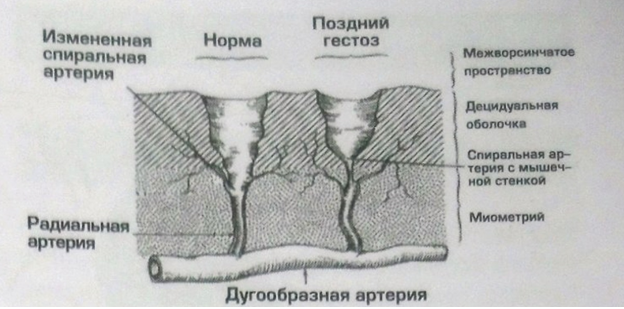 Измененная
спиральная
артерия
Норма
Поздний
гестоз
Межворсинчатое
пространство
Децидуальная
оболочка
Спиральная ар-
терия с мышеч-
ной стенкой
Миометрий
Радиальная
артерия
Дугообразная артерия